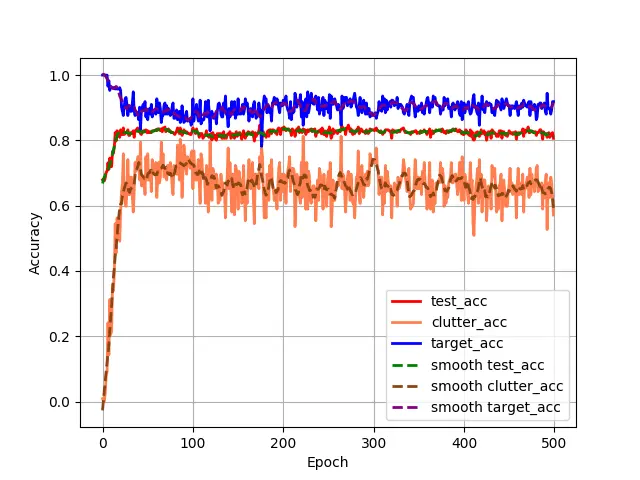 1.0
0.8
0.6
0.4
0.2
0.0
Accuracy
0 100 200 300 400 500
Epoch
test_acc
clutter_acc
target_acc
smooth test_acc
smooth clutter_acc
smooth target_acc